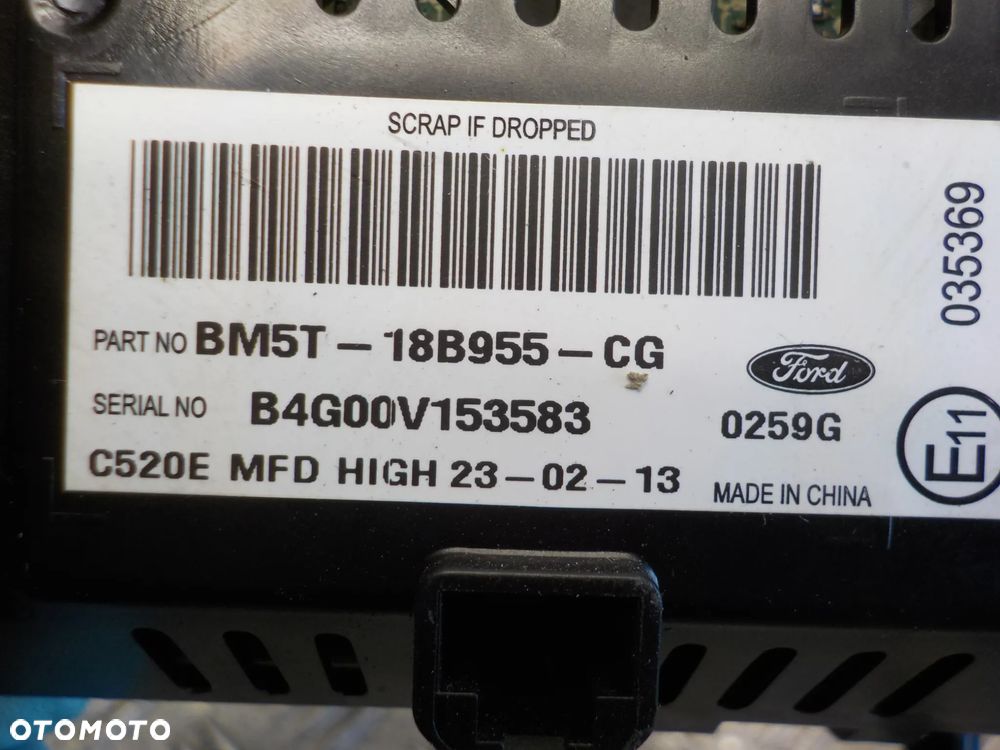 SCRAP IF DROPPED
PART NO BM5T-18B955-CG
SERIAL NO B4G00V153583
C520E MFD HIGH 23-02-13
Ford
0259G
MADE IN CHINA
035369
E11
OTOMOTO